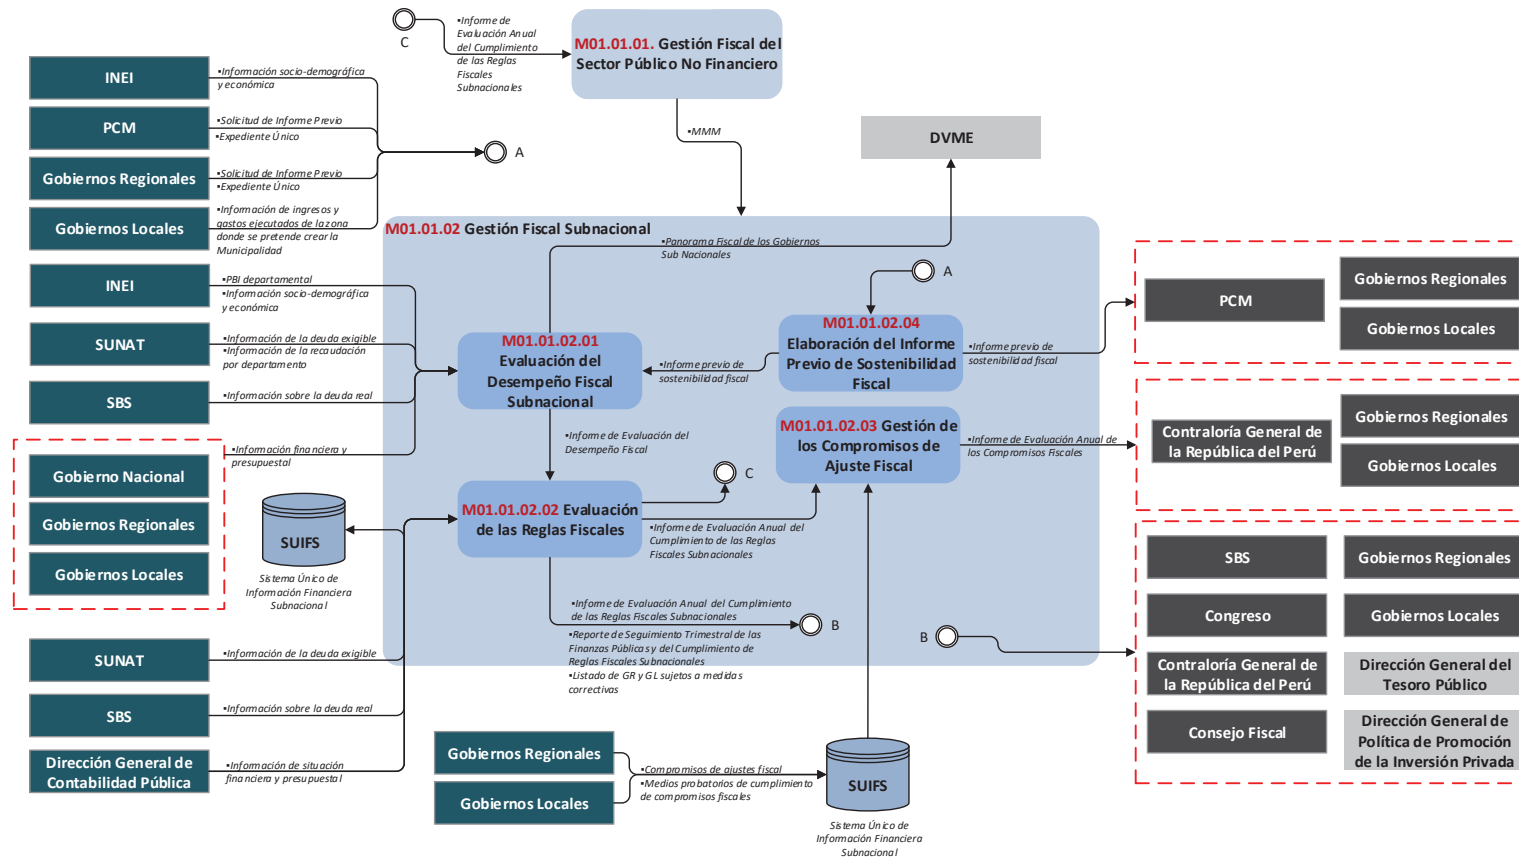 C
▪Informe de
Evaluación Anual
del Cumplimiento
de las Reglas
Fiscales
Subnacionales
M01.01.01. Gestión Fiscal del
Sector Público No Financiero
▪MMM
DVME
INEI
▪Información socio-demográfica
y económica
PCM
▪Solicitud de Informe Previo
▪Expediente Único
A
Gobiernos Regionales
▪Solicitud de Informe Previo
▪Expediente Único
Gobiernos Locales
▪Información de ingresos y
gastos ejecutados de la zona
donde se pretende crear la
Municipalidad
M01.01.02 Gestión Fiscal Subnacional
▪Panorama Fiscal de los Gobiernos
Sub Nacionales
A
INEI
▪PBI departamental
▪Información socio-demográfica
y económica
SUNAT
▪Información de la deuda exigible
▪Información de la recaudación
por departamento
SBS
▪Información sobre la deuda real
▪Información financiera y
presupuestal
Gobierno Nacional
Gobiernos Regionales
Gobiernos Locales
SUIFS
Sistema Único de
Información Financiera
Subnacional
M01.01.02.01
Evaluación del
Desempeño Fiscal
Subnacional
▪Informe previo de
sostenibilidad fiscal
M01.01.02.04
Elaboración del Informe
Previo de Sostenibilidad
Fiscal
▪Informe previo de
sostenibilidad fiscal
PCM
Gobiernos Regionales
Gobiernos Locales
▪Informe de Evaluación del
Desempeño Fiscal
M01.01.02.03 Gestión de
los Compromisos de
Ajuste Fiscal
▪Informe de Evaluación Anual de
los Compromisos Fiscales
Contraloría General de
la República del Perú
Gobiernos Regionales
Gobiernos Locales
C
M01.01.02.02 Evaluación
de las Reglas Fiscales
▪Informe de Evaluación Anual del
Cumplimiento de las Reglas
Fiscales Subnacionales
▪Informe de Evaluación Anual del Cumplimiento
de las Reglas Fiscales Subnacionales
▪Reporte de Seguimiento Trimestral de las
Finanzas Públicas y del Cumplimiento de
Reglas Fiscales Subnacionales
▪Listado de GR y GL sujetos a medidas
correctivas
B
B
SBS
Gobiernos Regionales
Congreso
Gobiernos Locales
Contraloría General de
la República del Perú
Dirección General del
Tesoro Público
Consejo Fiscal
Dirección General de
Política de Promoción
de la Inversión Privada
SUNAT
▪Información de la deuda exigible
SBS
▪Información sobre la deuda real
Dirección General de
Contabilidad Pública
▪Información de situación
financiera y presupuestal
Gobiernos Regionales
Gobiernos Locales
▪Compromisos de ajustes fiscal
▪Medios probatorios de cumplimiento
de compromisos fiscales
SUIFS
Sistema Único de
Información Financiera
Subnacional